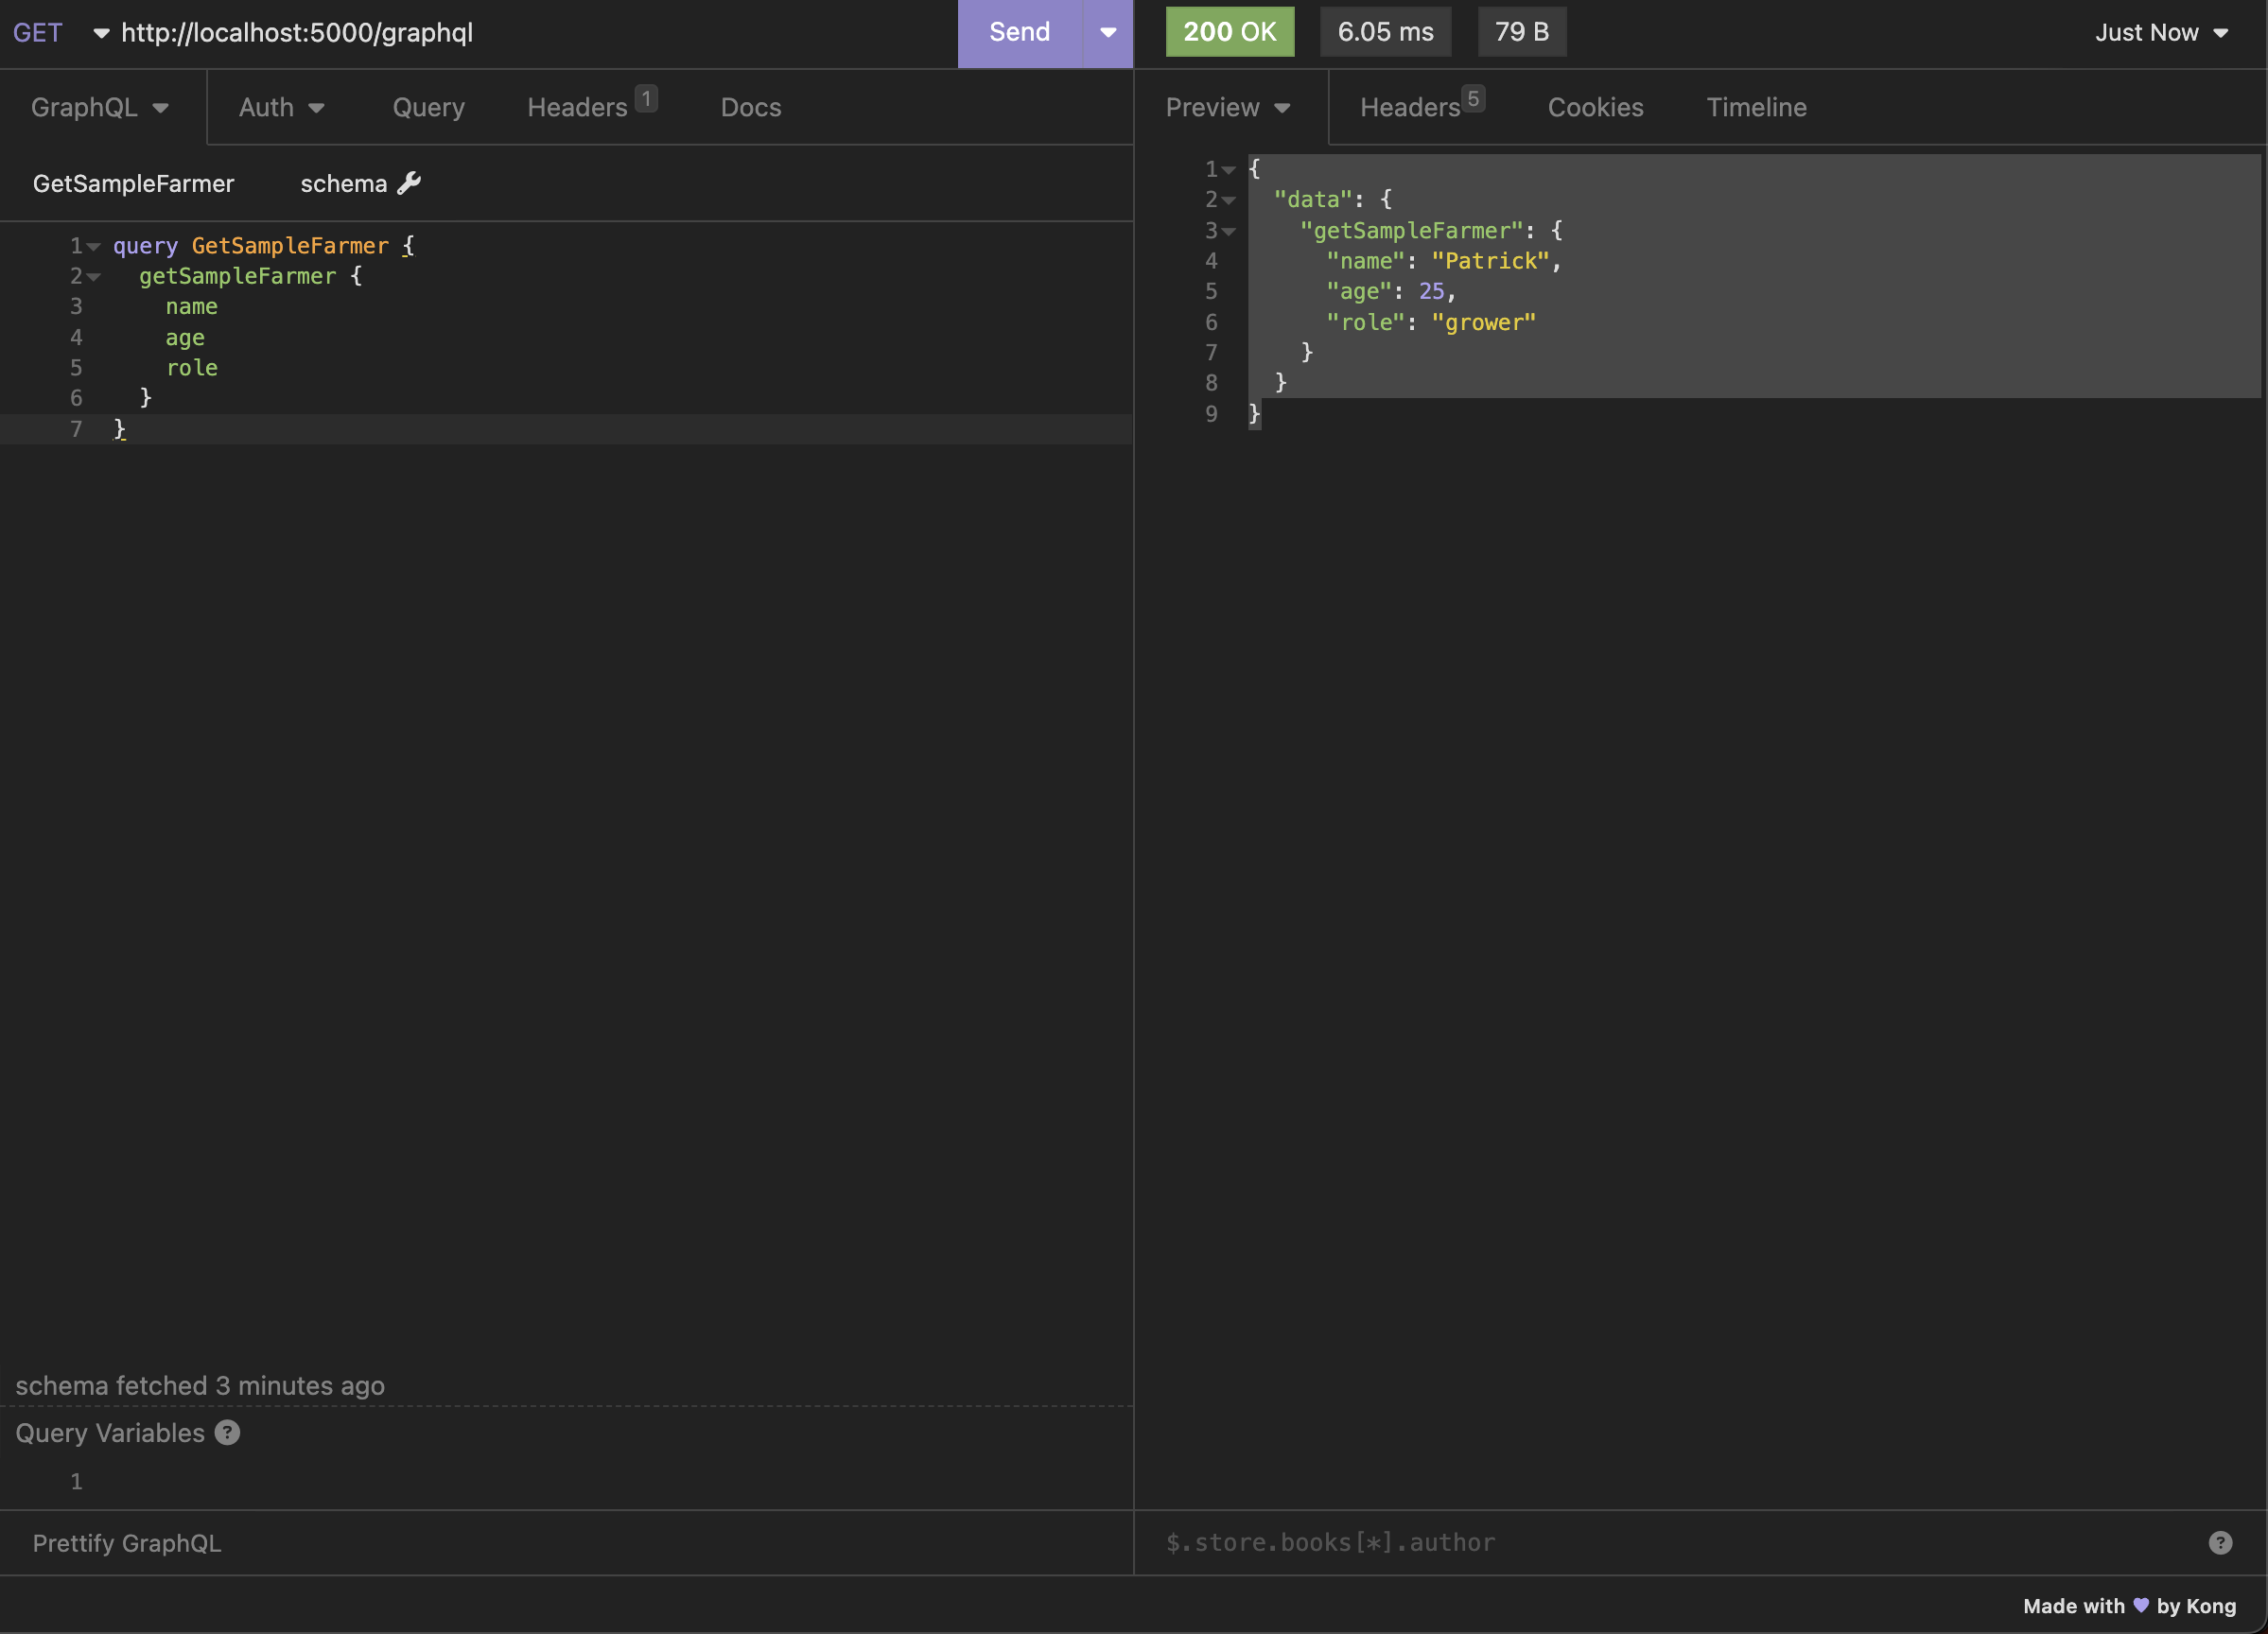 GET http://localhost:5000/graphql Send 200 OK 6.05 ms 79 B Just Now
GraphQL Auth Query Headers 1 Docs
GetSampleFarmer schema
1 query GetSampleFarmer {
2   getSampleFarmer {
3     name
4     age
5     role
6   }
7 }
schema fetched 3 minutes ago
Query Variables ?
1
Prettify GraphQL
Preview Headers 5 Cookies Timeline
1 {
2   "data": {
3     "getSampleFarmer": {
4       "name": "Patrick",
5       "age": 25,
6       "role": "grower"
7     }
8   }
9 }
$.store.books[*].author ?
Made with 💜 by Kong